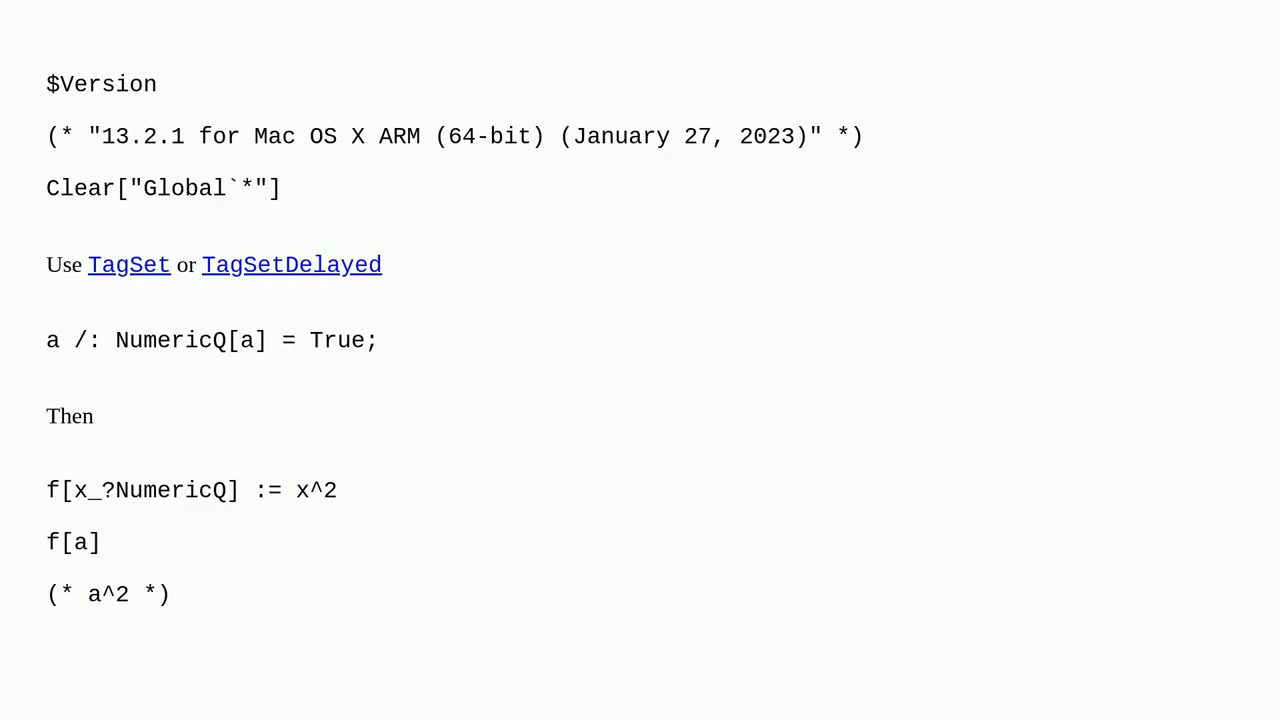 $Version
(* "13.2.1 for Mac OS X ARM (64-bit) (January 27, 2023)" *)
Clear["Global`*"]
Use TagSet or TagSetDelayed
a /: NumericQ[a] = True;
Then
f[x_?NumericQ] := x^2
f[a]
(* a^2 *)